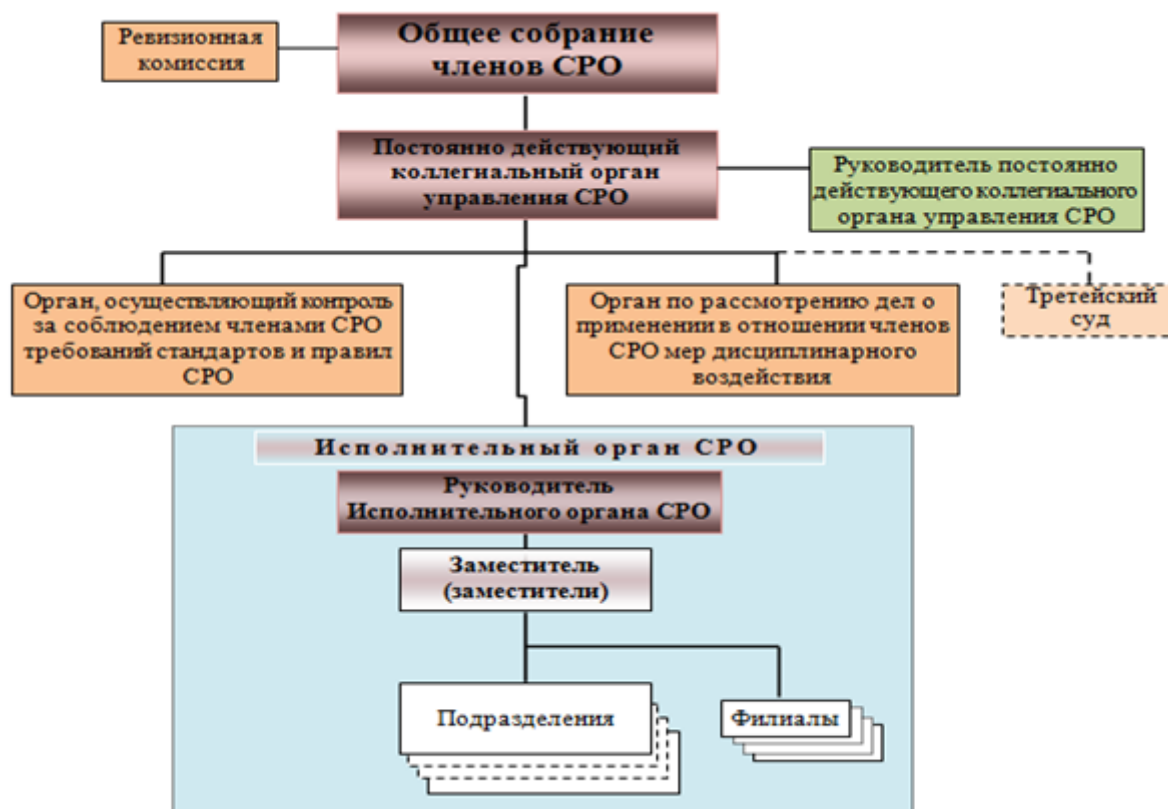 Ревизионная
комиссия
Общее собрание
членов СРО
Постоянно действующий
коллегиальный орган
управления СРО
Руководитель постоянно
действующего коллегиального
органа управления СРО
Орган, осуществляющий контроль
за соблюдением членами СРО
требований стандартов и правил
СРО
Орган по рассмотрению дел о
применении в отношении членов
СРО мер дисциплинарного
воздействия
Третейский
суд
Исполнительный орган СРО
Руководитель
Исполнительного органа СРО
Заместитель
(заместители)
Подразделения
Филиалы